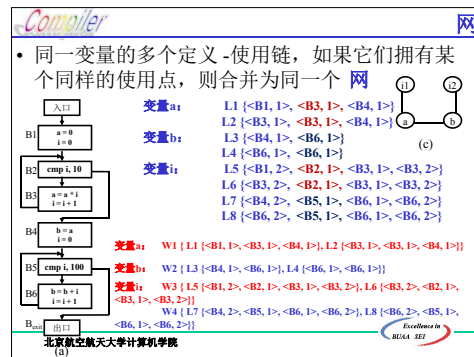 Compiler
网
• 同一变量的多个定义 -使用链，如果它们拥有某
个同样的使用点，则合并为同一个 网
入口
B1
a = 0
i = 0
B2
cmp i, 10
B3
a = a * i
i = i + 1
B4
b = a
i = 0
B5
cmp i, 100
B6
b = b + i
i = i + 1
Bexit
出口
(a)
变量a：
L1 {<B1, 1>, <B3, 1>, <B4, 1>}
L2 {<B3, 1>, <B3, 1>, <B4, 1>}
变量b：
L3 {<B4, 1>, <B6, 1>}
L4 {<B6, 1>, <B6, 1>}
变量i：
L5 {<B1, 2>, <B2, 1>, <B3, 1>, <B3, 2>}
L6 {<B3, 2>, <B2, 1>, <B3, 1>, <B3, 2>}
L7 {<B4, 2>, <B5, 1>, <B6, 1>, <B6, 2>}
L8 {<B6, 2>, <B5, 1>, <B6, 1>, <B6, 2>}
i1
i2
a
b
(c)
变量a： W1 { L1 {<B1, 1>, <B3, 1>, <B4, 1>}, L2 {<B3, 1>, <B3, 1>, <B4, 1>}}
变量b： W2 { L3 {<B4, 1>, <B6, 1>}, L4 {<B6, 1>, <B6, 1>}}
变量i： W3 { L5 {<B1, 2>, <B2, 1>, <B3, 1>, <B3, 2>}, L6 {<B3, 2>, <B2, 1>,
<B3, 1>, <B3, 2>}}
W4 { L7 {<B4, 2>, <B5, 1>, <B6, 1>, <B6, 2>}, L8 {<B6, 2>, <B5, 1>,
<B6, 1>, <B6, 2>}}
北京航空航天大学计算机学院
Excellence in
BUAA SEI